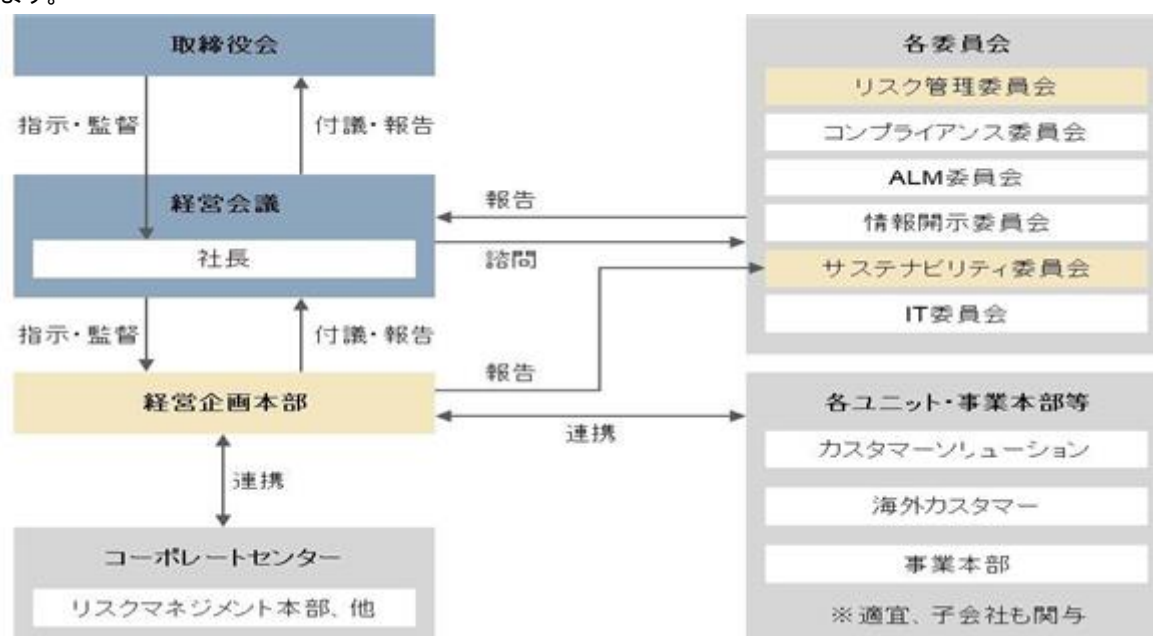 ます。
取締役会
指示・監督
付議・報告
経営会議
社長
報告
諮問
指示・監督
付議・報告
経営企画本部
報告
連携
連携
コーポレートセンター
リスクマネジメント本部、他
各委員会
リスク管理委員会
コンプライアンス委員会
ALM委員会
情報開示委員会
サステナビリティ委員会
IT委員会
各ユニット・事業本部等
カスタマーソリューション
海外カスタマー
事業本部
※適宜、子会社も関与